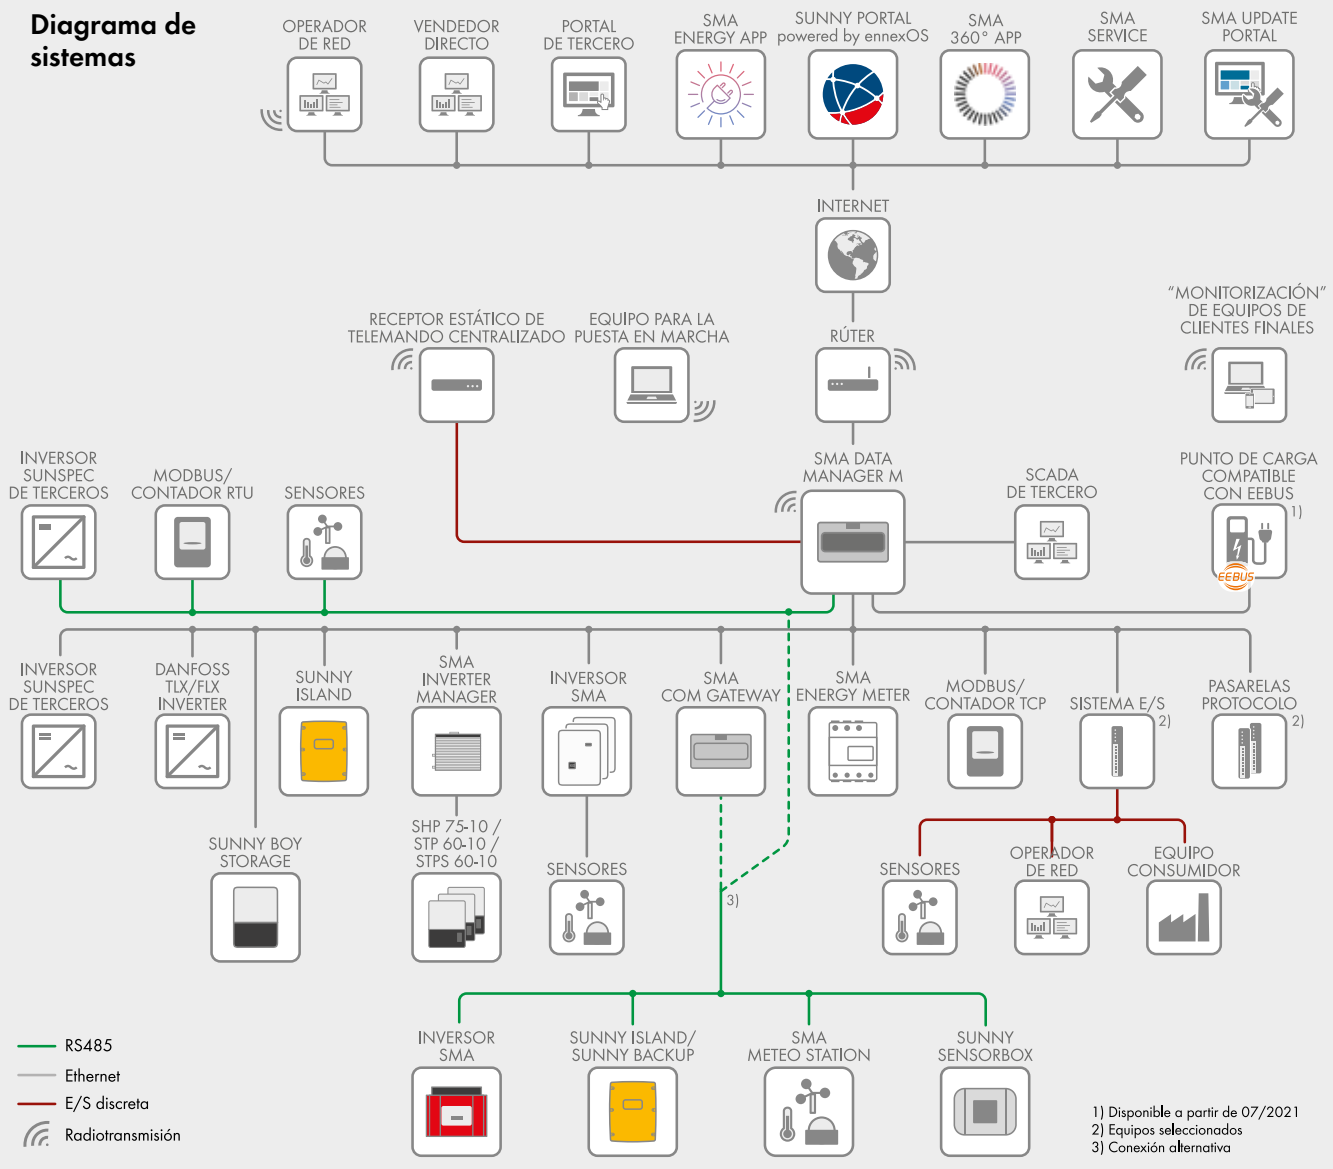 Diagrama de
sistemas
OPERADOR
DE RED
VENDEDOR
DIRECTO
PORTAL
DE TERCERO
SMA
ENERGY APP
SUNNY PORTAL
powered by ennexOS
SMA
360° APP
SMA
SERVICE
SMA UPDATE
PORTAL
INTERNET
RECEPTOR ESTÁTICO DE
TELEMANDO CENTRALIZADO
EQUIPO PARA LA
PUESTA EN MARCHA
RÚTER
“MONITORIZACIÓN”
DE EQUIPOS DE
CLIENTES FINALES
INVERSOR
SUNSPEC
DE TERCEROS
MODBUS/
CONTADOR RTU
SENSORES
SMA DATA
MANAGER M
SCADA
DE TERCERO
PUNTO DE CARGA
COMPATIBLE
CON EEBUS
1)
EEBUS
INVERSOR
SUNSPEC
DE TERCEROS
DANFOSS
TLX/FLX
INVERTER
SUNNY
ISLAND
SMA
INVERTER
MANAGER
INVERSOR
SMA
SMA
COM GATEWAY
SMA
ENERGY METER
MODBUS/
CONTADOR TCP
SISTEMA E/S
2)
PASARELAS
PROTOCOLO
2)
SUNNY BOY
STORAGE
SHP 75-10 /
STP 60-10 /
STPS 60-10
SENSORES
3)
SENSORES
OPERADOR
DE RED
EQUIPO
CONSUMIDOR
INVERSOR
SMA
SUNNY ISLAND/
SUNNY BACKUP
SMA
METEO STATION
SUNNY
SENSORBOX
RS485
Ethernet
E/S discreta
Radiotransmisión
1) Disponible a partir de 07/2021
2) Equipos seleccionados
3) Conexión alternativa